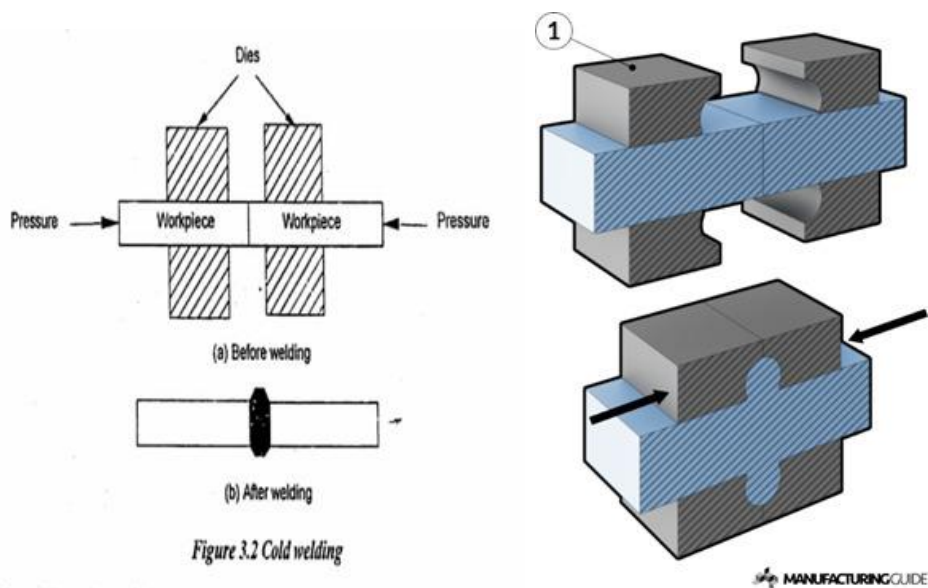 Dies
Pressure
Workpiece
Workpiece
Pressure
(a) Before welding
(b) After welding
Figure 3.2 Cold welding
1
MANUFACTURINGGUIDE